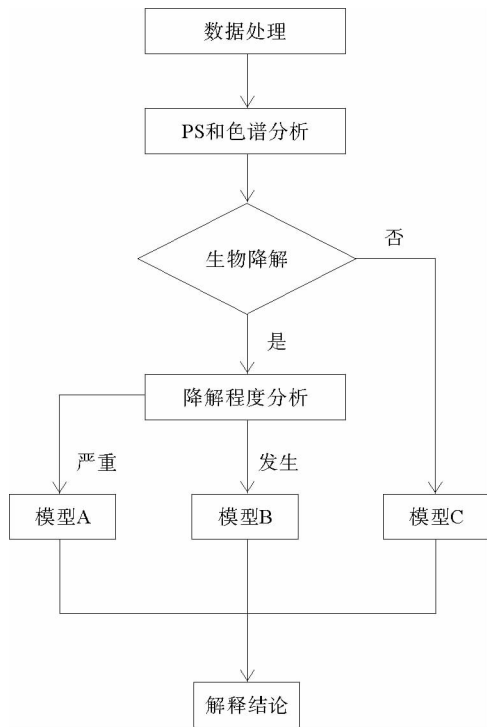 数据处理
PS和色谱分析
生物降解
否
是
降解程度分析
严重
发生
模型A
模型B
模型C
解释结论